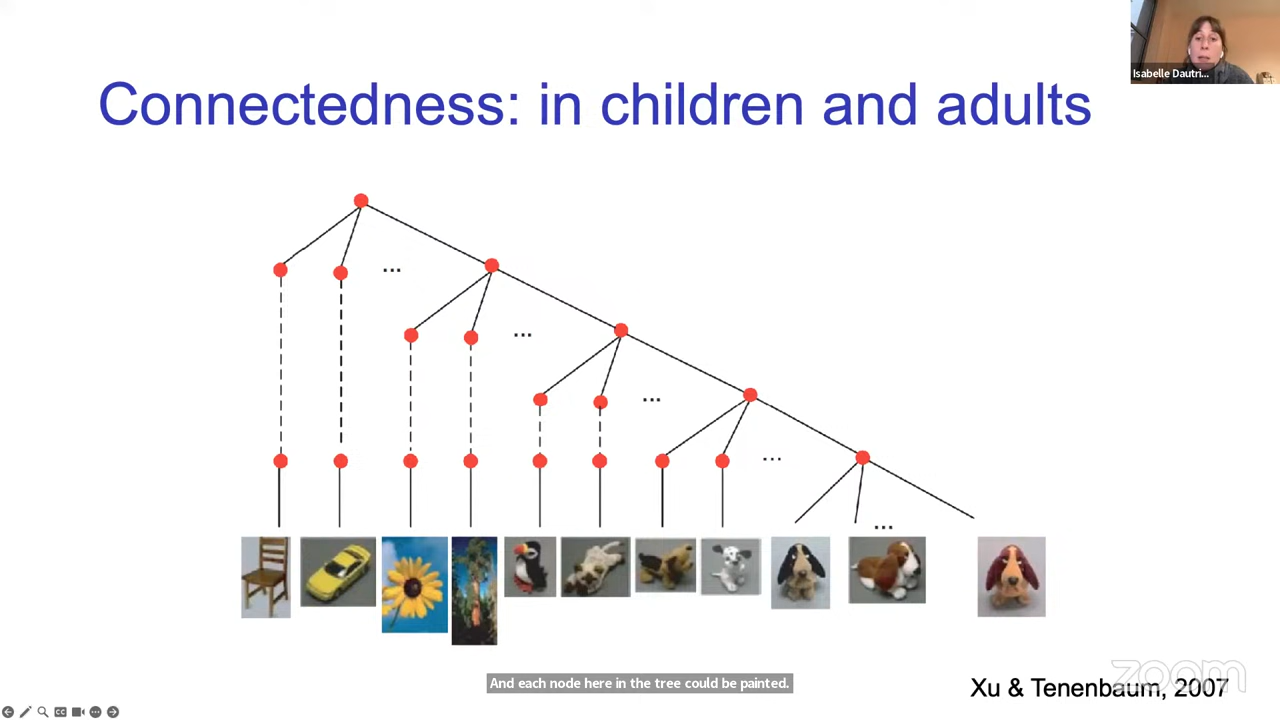 Isabelle Dautri...
Connectedness: in children and adults
...
...
...
...
...
And each node here in the tree could be painted.
zoom
Xu & Tenenbaum, 2007